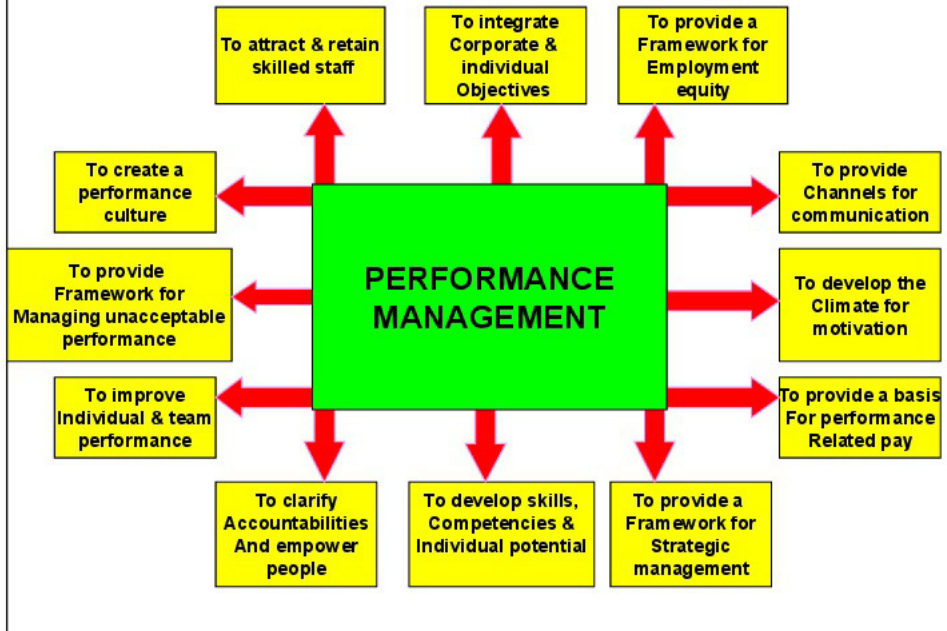 To attract & retain
skilled staff
To integrate
Corporate &
individual
Objectives
To provide a
Framework for
Employment
equity
To create a
performance
culture
To provide
Channels for
communication
PERFORMANCE
MANAGEMENT
To provide
Framework for
Managing unacceptable
performance
To develop the
Climate for
motivation
To improve
Individual & team
performance
To provide a basis
For performance
Related pay
To clarify
Accountabilities
And empower
people
To develop skills,
Competencies &
Individual potential
To provide a
Framework for
Strategic
management